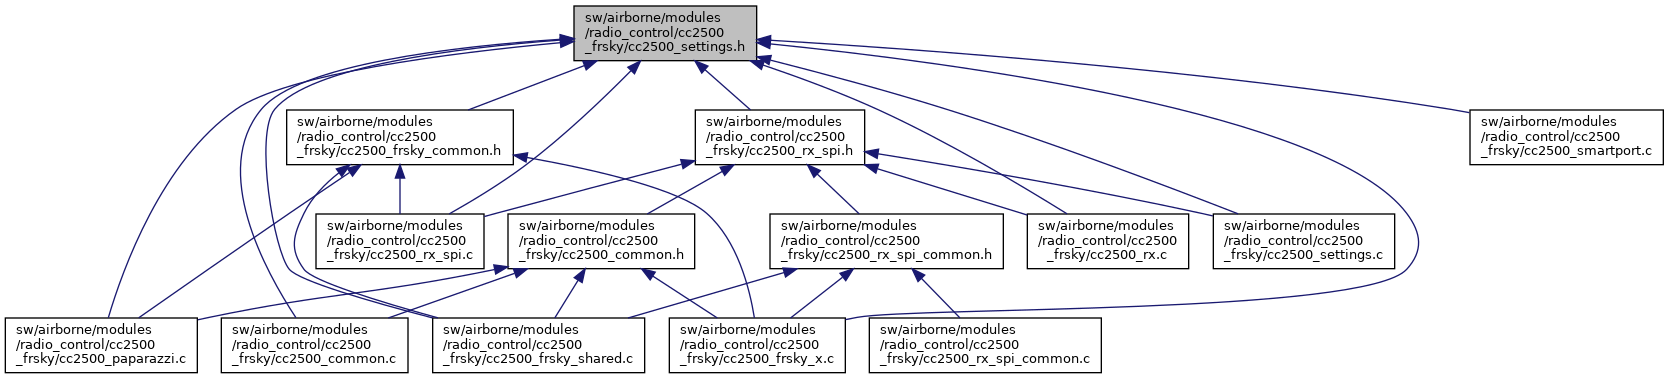 sw/airborne/modules
/radio_control/cc2500
_frsky/cc2500_settings.h
sw/airborne/modules
/radio_control/cc2500
_frsky/cc2500_frsky_common.h
sw/airborne/modules
/radio_control/cc2500
_frsky/cc2500_rx_spi.h
sw/airborne/modules
/radio_control/cc2500
_frsky/cc2500_smartport.c
sw/airborne/modules
/radio_control/cc2500
_frsky/cc2500_rx_spi.c
sw/airborne/modules
/radio_control/cc2500
_frsky/cc2500_common.h
sw/airborne/modules
/radio_control/cc2500
_frsky/cc2500_rx_spi_common.h
sw/airborne/modules
/radio_control/cc2500
_frsky/cc2500_rx.c
sw/airborne/modules
/radio_control/cc2500
_frsky/cc2500_settings.c
sw/airborne/modules
/radio_control/cc2500
_frsky/cc2500_paparazzi.c
sw/airborne/modules
/radio_control/cc2500
_frsky/cc2500_common.c
sw/airborne/modules
/radio_control/cc2500
_frsky/cc2500_frsky_shared.c
sw/airborne/modules
/radio_control/cc2500
_frsky/cc2500_frsky_x.c
sw/airborne/modules
/radio_control/cc2500
_frsky/cc2500_rx_spi_common.c